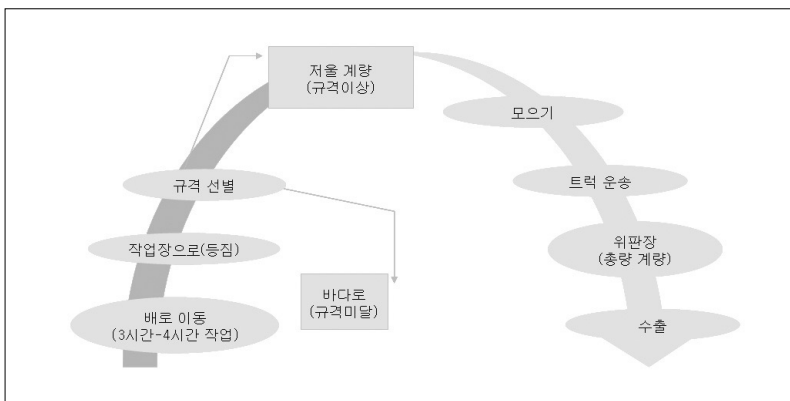 저울 계량
(규격이상)
모으기
규격 선별
트럭 운송
작업장으로(등짐)
위판장
(총량 계량)
바다로
(규격미달)
배로 이동
(3시간-4시간 작업)
수출